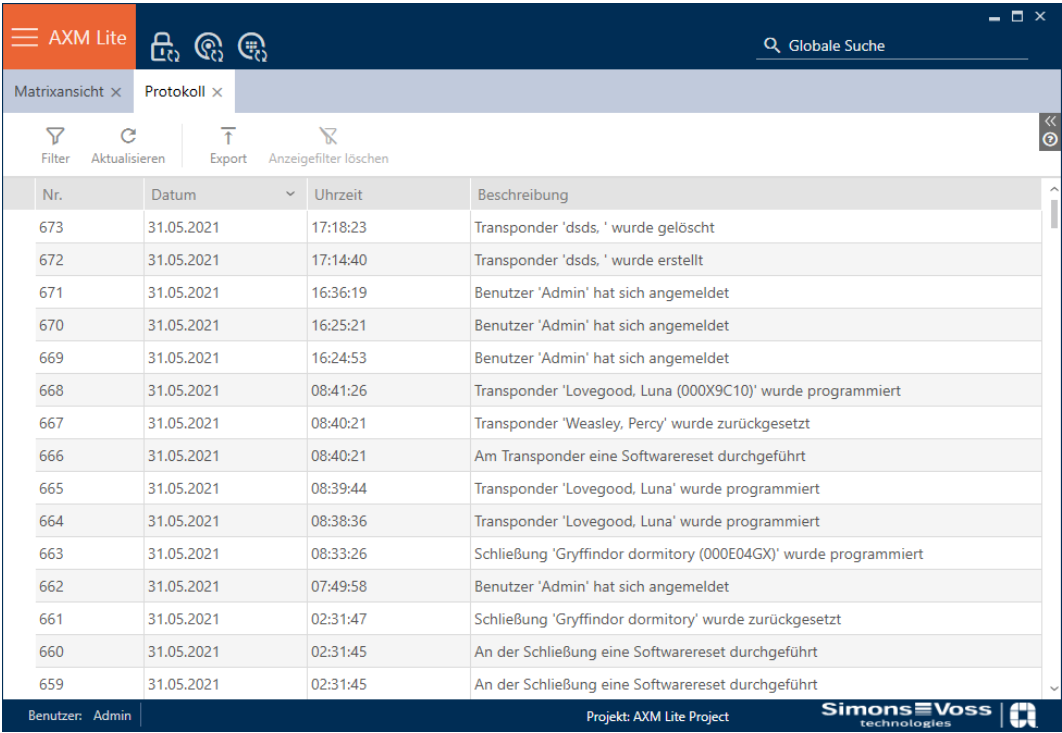 AXM Lite
Globale Suche
Matrixansicht Protokoll
Filter Aktualisieren Export Anzeigefilter löschen
Nr. Datum Uhrzeit Beschreibung
673 31.05.2021 17:18:23 Transponder 'dsds, ' wurde gelöscht
672 31.05.2021 17:14:40 Transponder 'dsds, ' wurde erstellt
671 31.05.2021 16:36:19 Benutzer 'Admin' hat sich angemeldet
670 31.05.2021 16:25:21 Benutzer 'Admin' hat sich angemeldet
669 31.05.2021 16:24:53 Benutzer 'Admin' hat sich angemeldet
668 31.05.2021 08:41:26 Transponder 'Lovegood, Luna (000X9C10)' wurde programmiert
667 31.05.2021 08:40:21 Transponder 'Weasley, Percy' wurde zurückgesetzt
666 31.05.2021 08:40:21 Am Transponder eine Softwarereset durchgeführt
665 31.05.2021 08:39:44 Transponder 'Lovegood, Luna' wurde programmiert
664 31.05.2021 08:38:36 Transponder 'Lovegood, Luna' wurde programmiert
663 31.05.2021 08:33:26 Schließung 'Gryffindor dormitory (000E04GX)' wurde programmiert
662 31.05.2021 07:49:58 Benutzer 'Admin' hat sich angemeldet
661 31.05.2021 02:31:47 Schließung 'Gryffindor dormitory' wurde zurückgesetzt
660 31.05.2021 02:31:45 An der Schließung eine Softwarereset durchgeführt
659 31.05.2021 02:31:45 An der Schließung eine Softwarereset durchgeführt
Benutzer: Admin Projekt: AXM Lite Project SimonsVoss
technologies